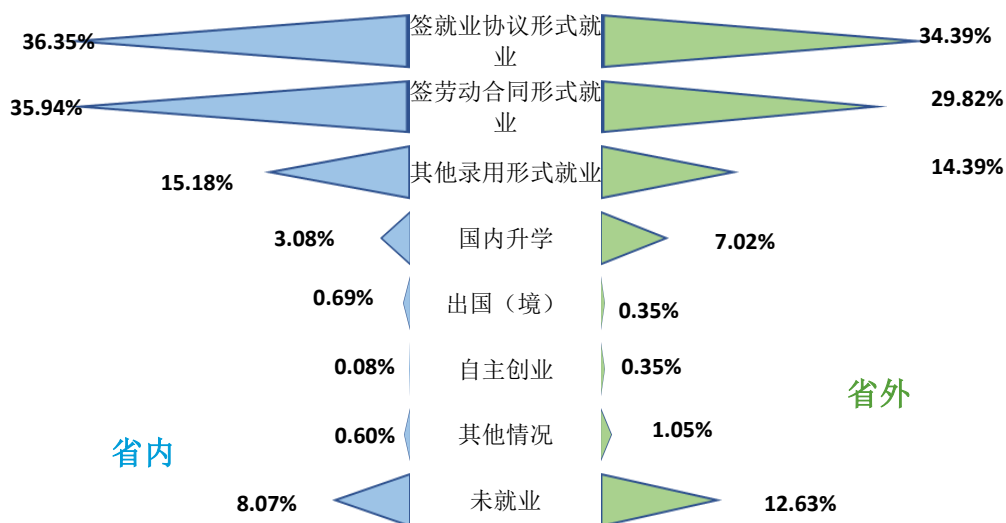 36.35% 签就业协议形式就 34.39%
业
35.94% 签劳动合同形式就 29.82%
业
15.18% 其他录用形式就业 14.39%
3.08% 国内升学 7.02%
0.69% 出国（境） 0.35%
0.08% 自主创业 0.35%
省外
0.60% 其他情况 1.05%
省内
8.07% 未就业 12.63%